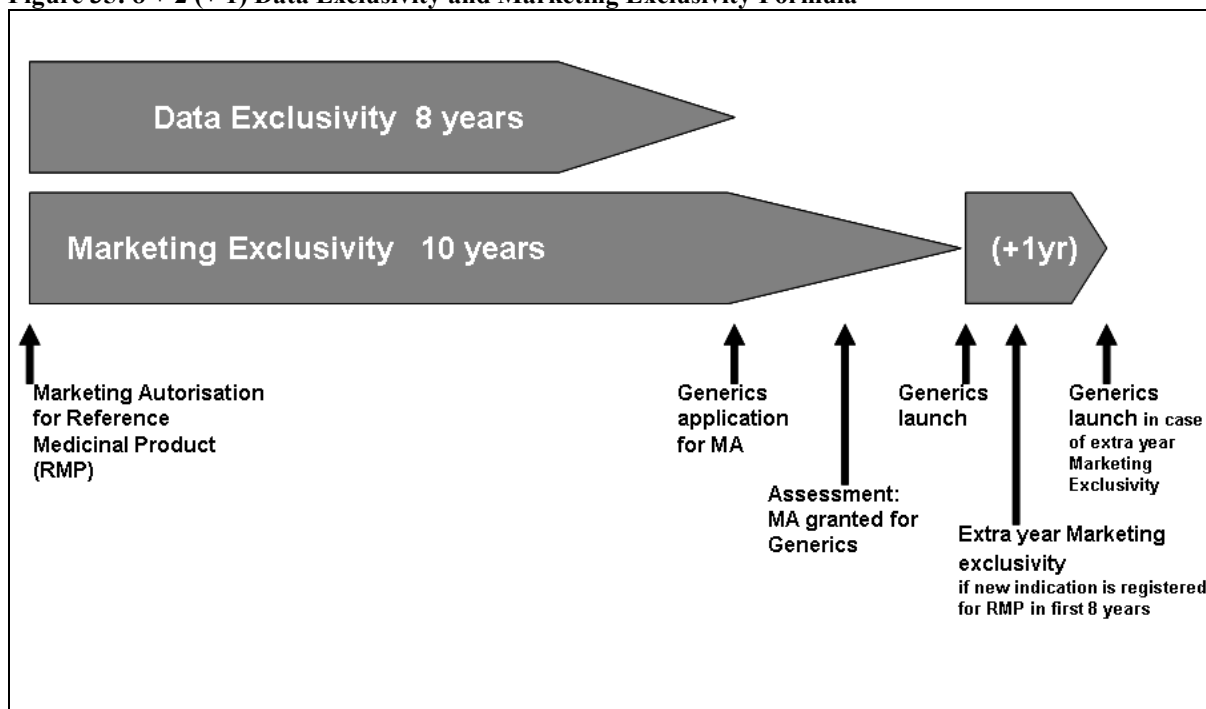 Figure 35: 8 + 2 (+ 1) Data Exclusivity and Marketing Exclusivity Formula
Data Exclusivity 8 years
Marketing Exclusivity 10 years
(+1yr)
Marketing Autorisation
for Reference
Medicinal Product
(RMP)
Generics
application
for MA
Assessment:
MA granted for
Generics
Generics
launch
Extra year Marketing
exclusivity
if new indication is registered
for RMP in first 8 years
Generics
launch in case
of extra year
Marketing
Exclusivity